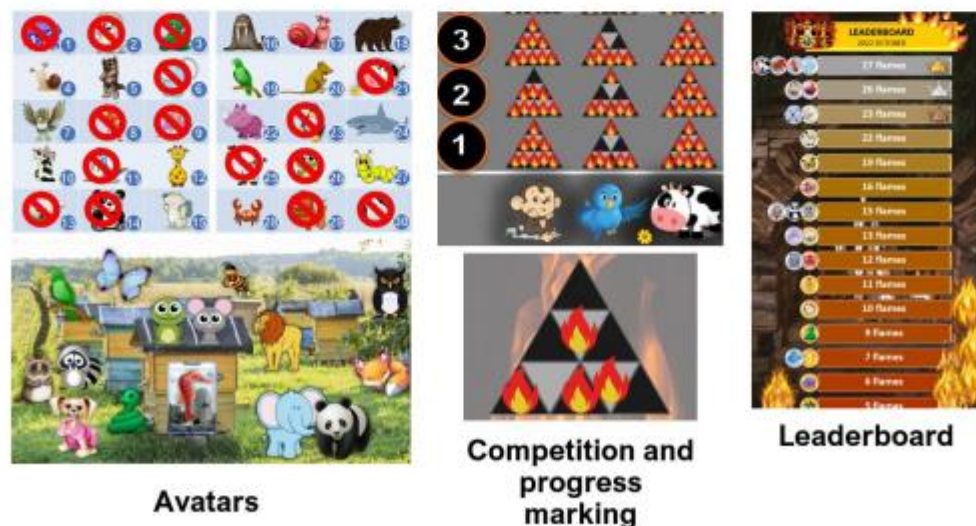 1 2 3 16 17 18
4 5 6 19 20 21
7 8 9 22 23 24
10 11 12 25 26 27
13 14 15 28 29 30
3
2
1
LEADERBOARD
2022 OCTOBER
27 flames
26 flames
23 flames
22 flames
19 flames
16 flames
15 flames
13 flames
12 flames
11 flames
10 flames
9 flames
7 flames
6 flames
5 flames
Avatars
Competition and
progress
marking
Leaderboard